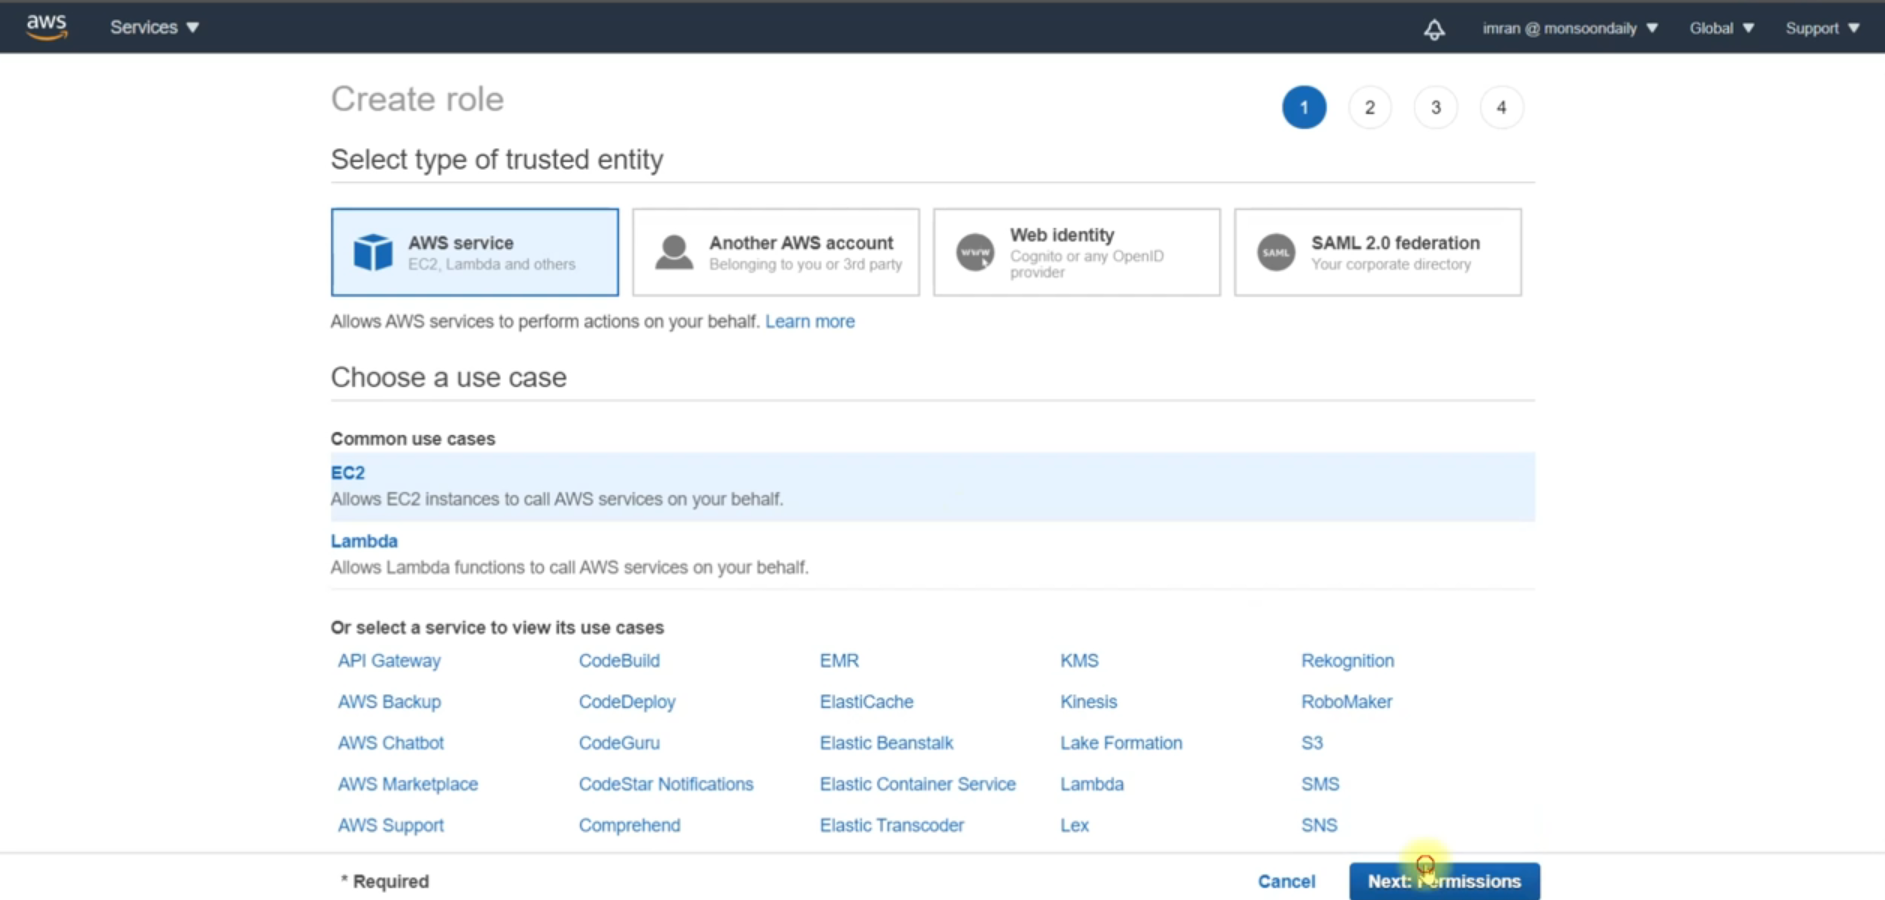 aws
Services
imran @ monsoondaily
Global
Support
Create role
1
2
3
4
Select type of trusted entity
AWS service
EC2, Lambda and others
Another AWS account
Belonging to you or 3rd party
www
Web identity
Cognito or any OpenID
provider
SAML
SAML 2.0 federation
Your corporate directory
Allows AWS services to perform actions on your behalf. Learn more
Choose a use case
Common use cases
EC2
Allows EC2 instances to call AWS services on your behalf.
Lambda
Allows Lambda functions to call AWS services on your behalf.
Or select a service to view its use cases
API Gateway
CodeBuild
EMR
KMS
Rekognition
AWS Backup
CodeDeploy
ElastiCache
Kinesis
RoboMaker
AWS Chatbot
CodeGuru
Elastic Beanstalk
Lake Formation
S3
AWS Marketplace
CodeStar Notifications
Elastic Container Service
Lambda
SMS
AWS Support
Comprehend
Elastic Transcoder
Lex
SNS
* Required
Cancel
Next: Permissions